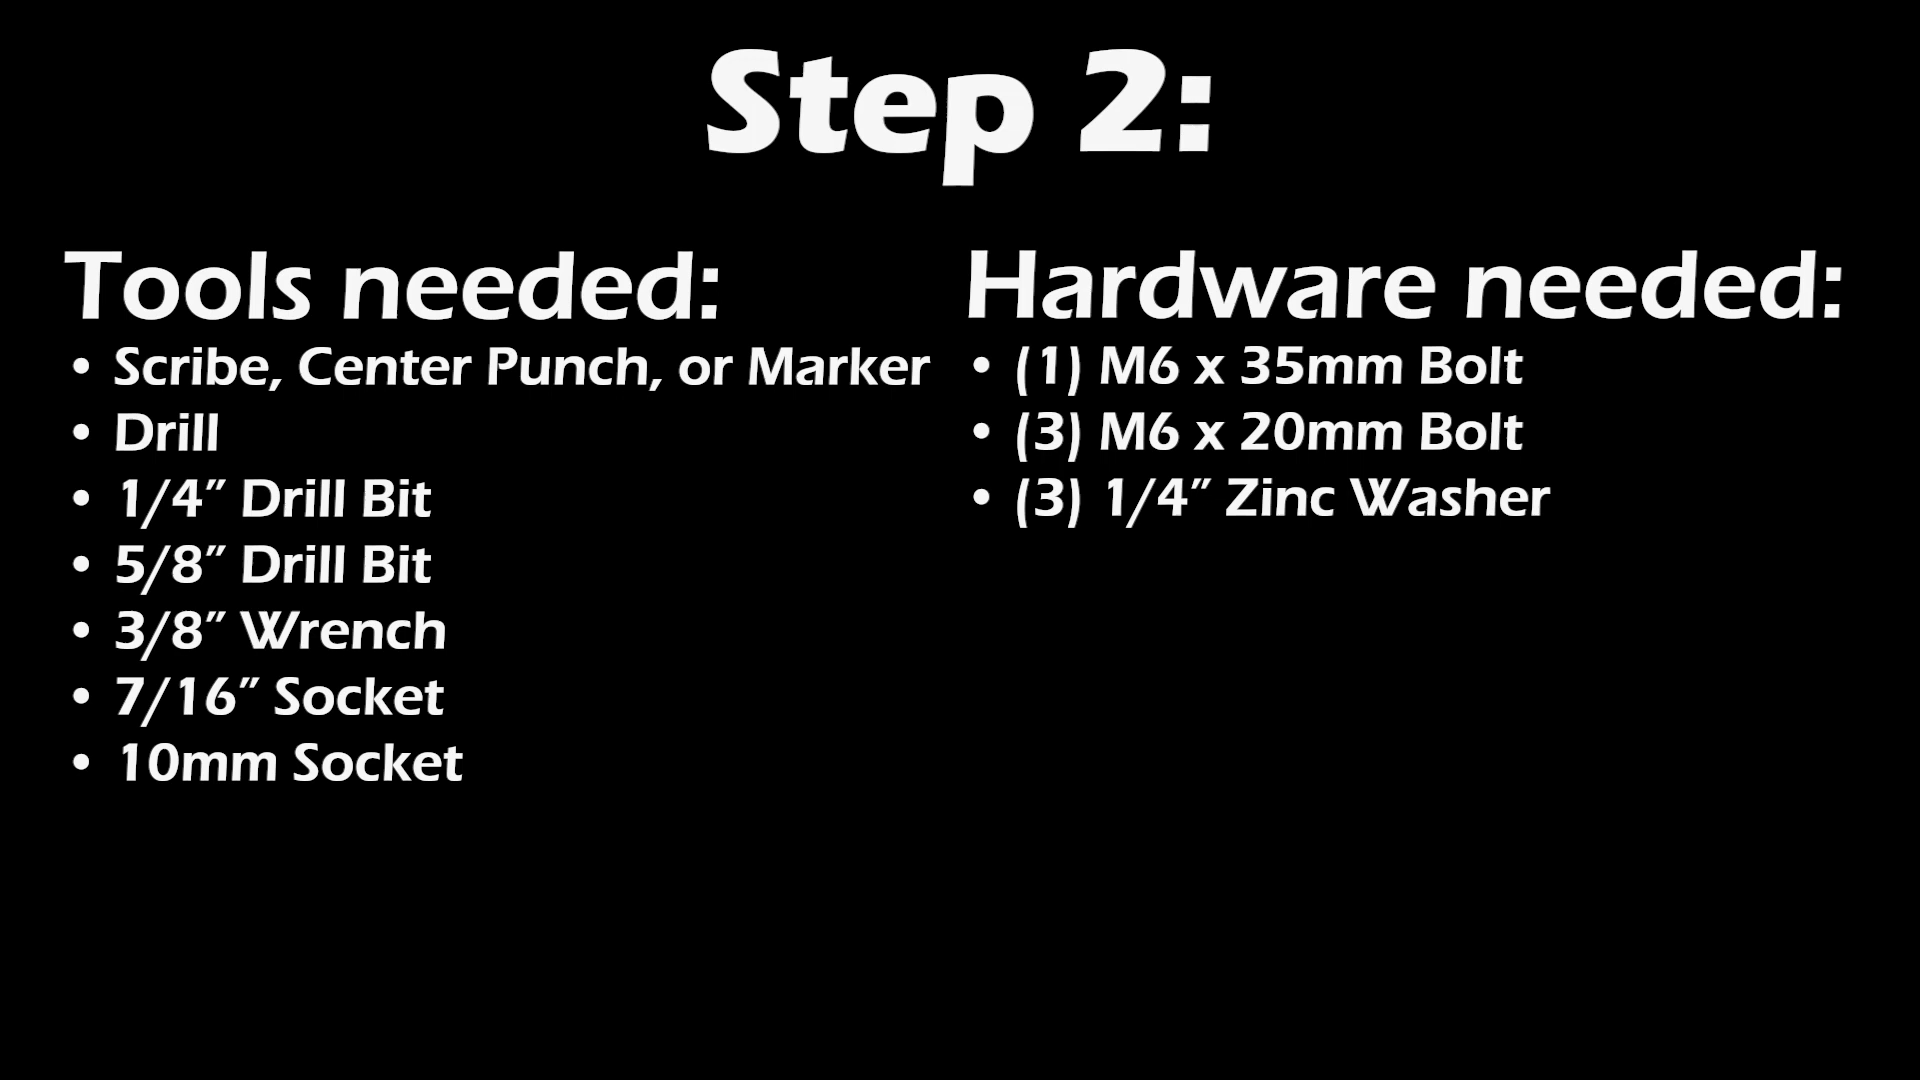 Step 2:
Tools needed:
• Scribe, Center Punch, or Marker
• Drill
• 1/4” Drill Bit
• 5/8” Drill Bit
• 3/8” Wrench
• 7/16” Socket
• 10mm Socket
Hardware needed:
• (1) M6 x 35mm Bolt
• (3) M6 x 20mm Bolt
• (3) 1/4” Zinc Washer